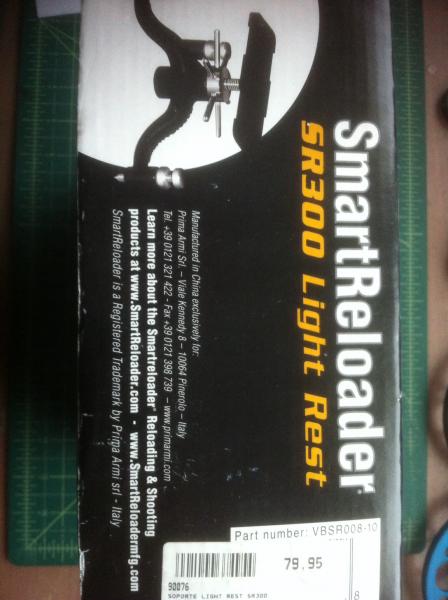 SmartReloader
SR300 Light Rest
Manufactured in China exclusively for:
Prima Armi Srl. – Viale Kennedy 8 – 10064 Pinerolo – Italy
Tel. +39 0121 321 422 - Fax +39 0121 398 739 – www.primarmi.com
Learn more about the Smartreloader® Reloading & Shooting
products at www.SmartReloader.com - www.SmartReloadermfg.com
SmartReloader is a Registered Trademark by Prima Armi srl - Italy
Part number: VBSR008-10
79.95
90076
8
SOPORTE LIGHT REST SR300